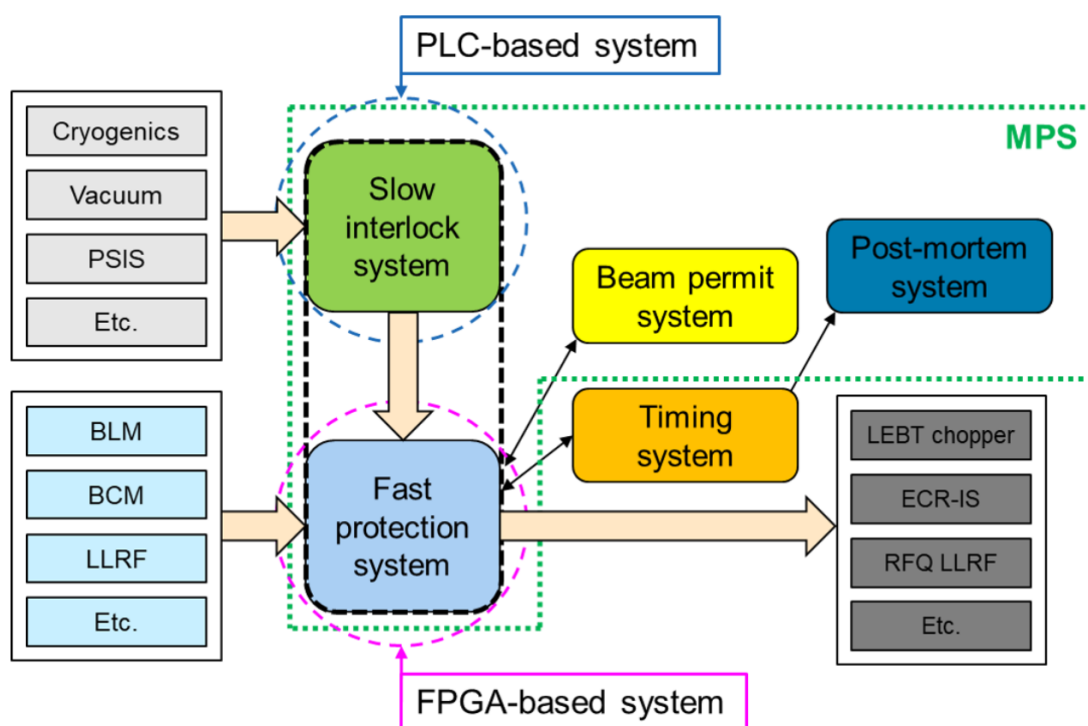 PLC-based system
MPS
Cryogenics
Vacuum
PSIS
Etc.
Slow
interlock
system
Beam permit
system
Post-mortem
system
BLM
BCM
LLRF
Etc.
Fast
protection
system
Timing
system
LEBT chopper
ECR-IS
RFQ LLRF
Etc.
FPGA-based system